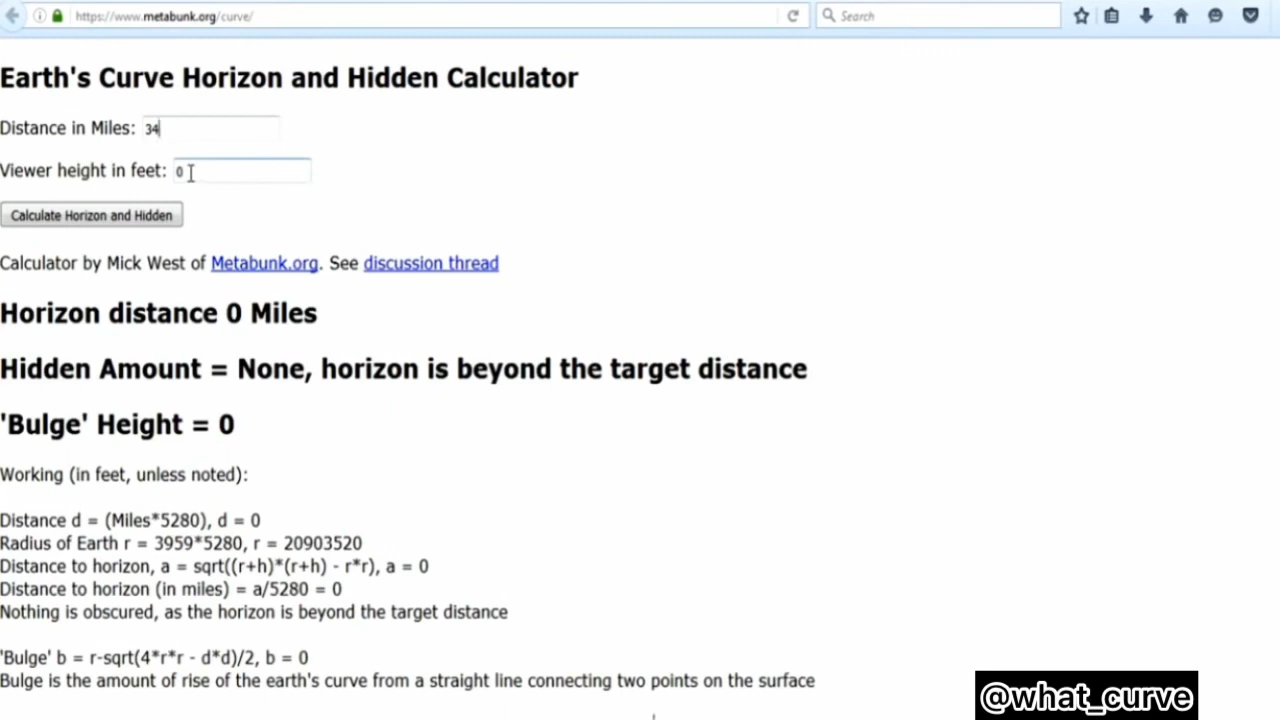 https://www.metabunk.org/curve/
Search
Earth's Curve Horizon and Hidden Calculator
Distance in Miles: 34
Viewer height in feet: 0
Calculate Horizon and Hidden
Calculator by Mick West of Metabunk.org. See discussion thread
Horizon distance 0 Miles
Hidden Amount = None, horizon is beyond the target distance
'Bulge' Height = 0
Working (in feet, unless noted):
Distance d = (Miles*5280), d = 0
Radius of Earth r = 3959*5280, r = 20903520
Distance to horizon, a = sqrt((r+h)*(r+h) - r*r), a = 0
Distance to horizon (in miles) = a/5280 = 0
Nothing is obscured, as the horizon is beyond the target distance
'Bulge' b = r-sqrt(4*r*r - d*d)/2, b = 0
Bulge is the amount of rise of the earth's curve from a straight line connecting two points on the surface
@what_curve